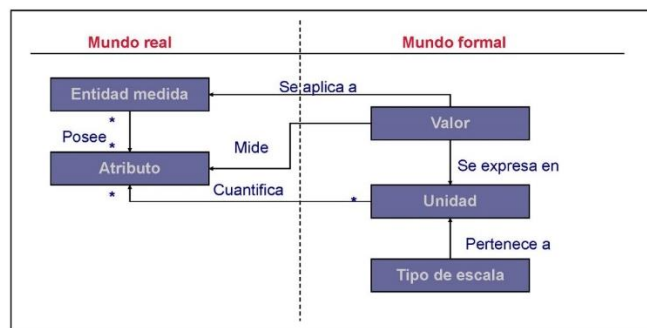 Mundo real
Mundo formal
Entidad medida
Se aplica a
*
Valor
Posee
*
Mide
Atributo
Se expresa en
*
Cuantifica
*
Unidad
Pertenece a
Tipo de escala